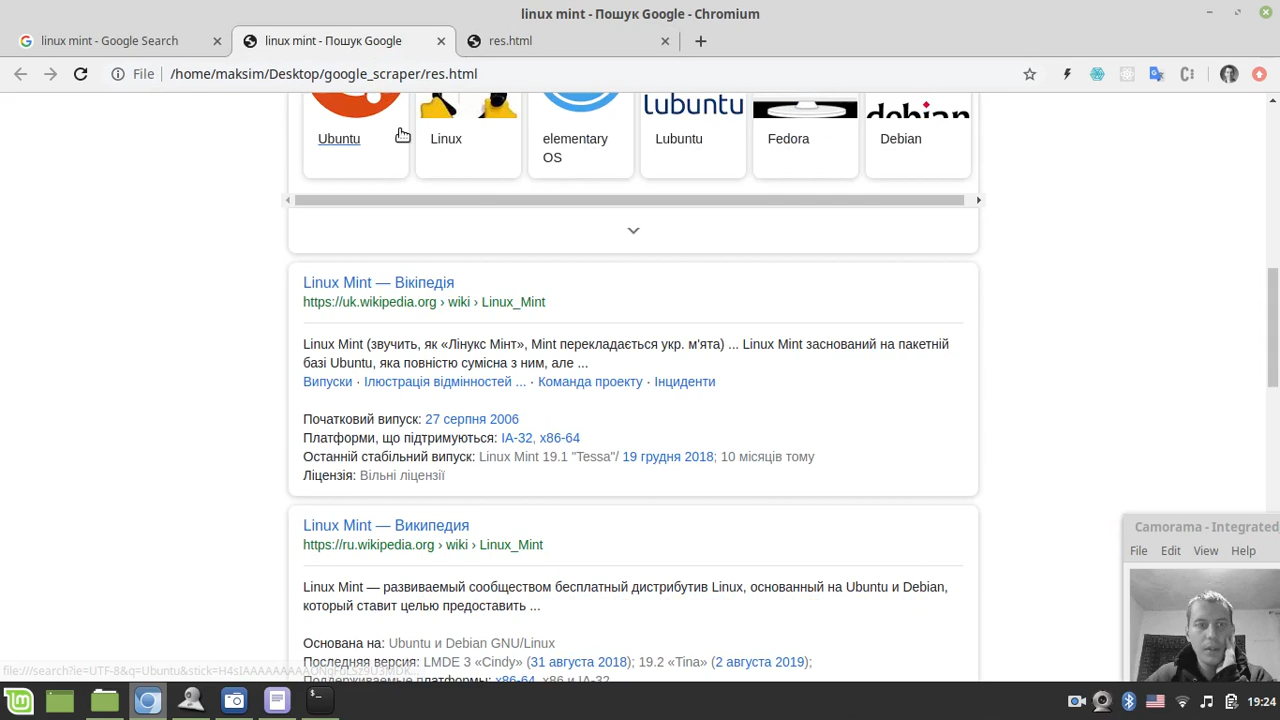 linux mint - Пошук Google - Chromium
linux mint - Google Search
linux mint - Пошук Google
res.html
File
/home/maksim/Desktop/google_scraper/res.html
Lubuntu
debian
Ubuntu
Linux
elementary OS
Lubuntu
Fedora
Debian
Linux Mint — Вікіпедія
https://uk.wikipedia.org › wiki › Linux_Mint
Linux Mint (звучить, як «Лінукс Мінт», Mint перекладається укр. м'ята) ... Linux Mint заснований на пакетній
базі Ubuntu, яка повністю сумісна з ним, але ...
Випуски · Ілюстрація відмінностей ... · Команда проекту · Інциденти
Початковий випуск: 27 серпня 2006
Платформи, що підтримуються: IA-32, x86-64
Останній стабільний випуск: Linux Mint 19.1 "Tessa"/ 19 грудня 2018; 10 місяців тому
Ліцензія: Вільні ліцензії
Linux Mint — Википедия
https://ru.wikipedia.org › wiki › Linux_Mint
Linux Mint — развиваемый сообществом бесплатный дистрибутив Linux, основанный на Ubuntu и Debian,
который ставит целью предоставить ...
Основана на: Ubuntu и Debian GNU/Linux
Последняя версия: LMDE 3 «Cindy» (31 августа 2018); 19.2 «Tina» (2 августа 2019);
Поддерживаемые платформы: x86-64, x86 и IA-32
Camorama - Integrated
File Edit View Help
19:24